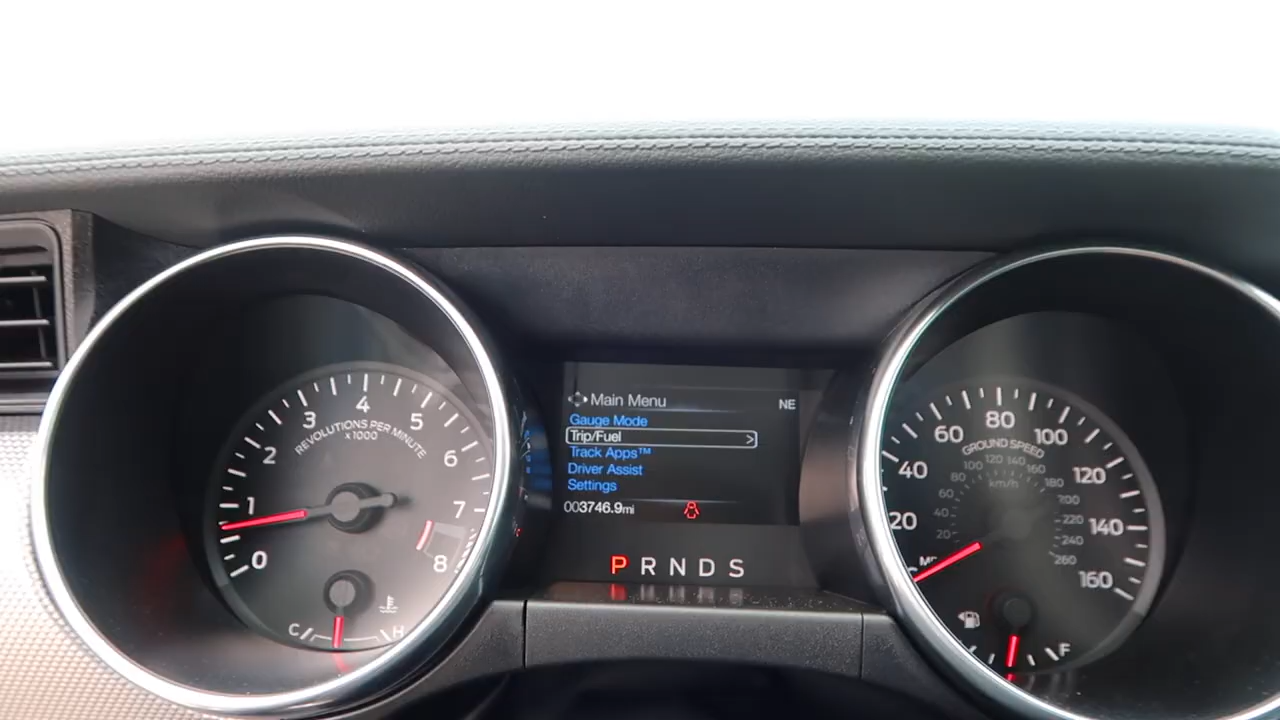 0
1
2
3
4
5
6
7
8
REVOLUTIONS PER MINUTE
x1000
C
H
Main Menu
NE
Gauge Mode
Trip/Fuel >
Track Apps™
Driver Assist
Settings
003746.9mi
P R N D S
20
40
60
80
100
120
140
160
GROUND SPEED
20
40
60
80
100
120
140
160
180
200
220
240
260
km/h
F